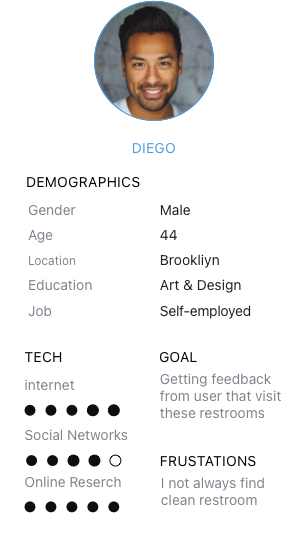 DIEGO
DEMOGRAPHICS
Gender Male
Age 44
Location Brookliyn
Education Art & Design
Job Self-employed
TECH
internet
Social Networks
Online Reserch
GOAL
Getting feedback
from user that visit
these restrooms
FRUSTATIONS
I not always find
clean restroom